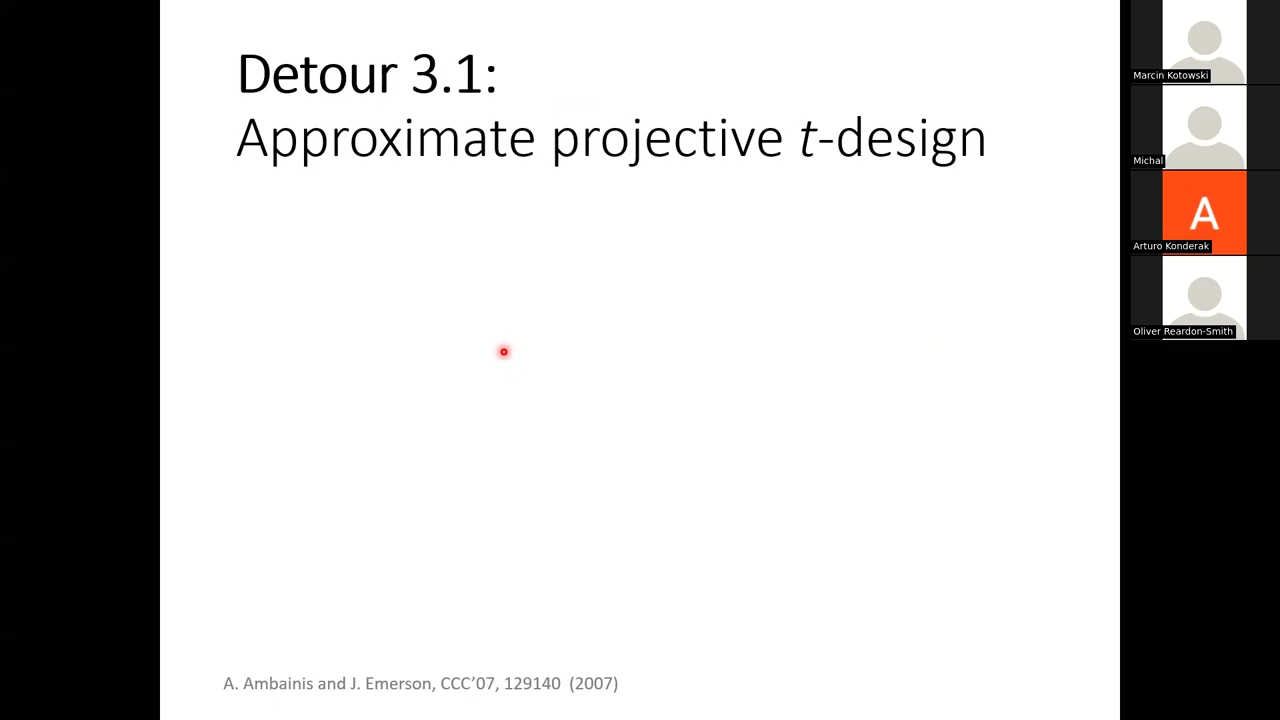 Detour 3.1:
Approximate projective t-design
A. Ambainis and J. Emerson, CCC’07, 129140 (2007)
Marcin Kotowski
Michal
A
Arturo Konderak
Oliver Reardon-Smith